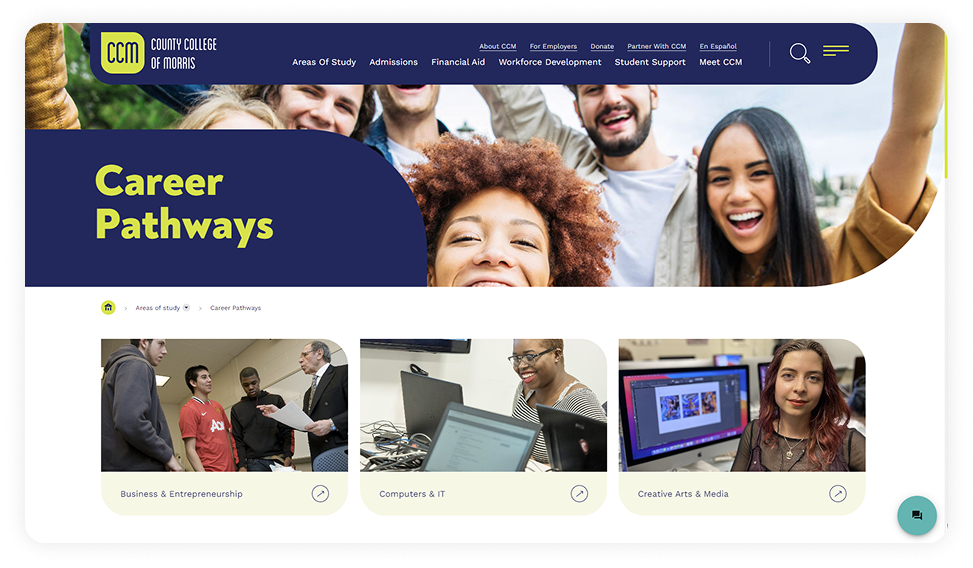 CCM
COUNTY COLLEGE
OF MORRIS
About CCM For Employers Donate Partner With CCM En Español
Areas Of Study Admissions Financial Aid Workforce Development Student Support Meet CCM
Career
Pathways
Areas of study > Career Pathways
AON
Business & Entrepreneurship
Computers & IT
Creative Arts & Media